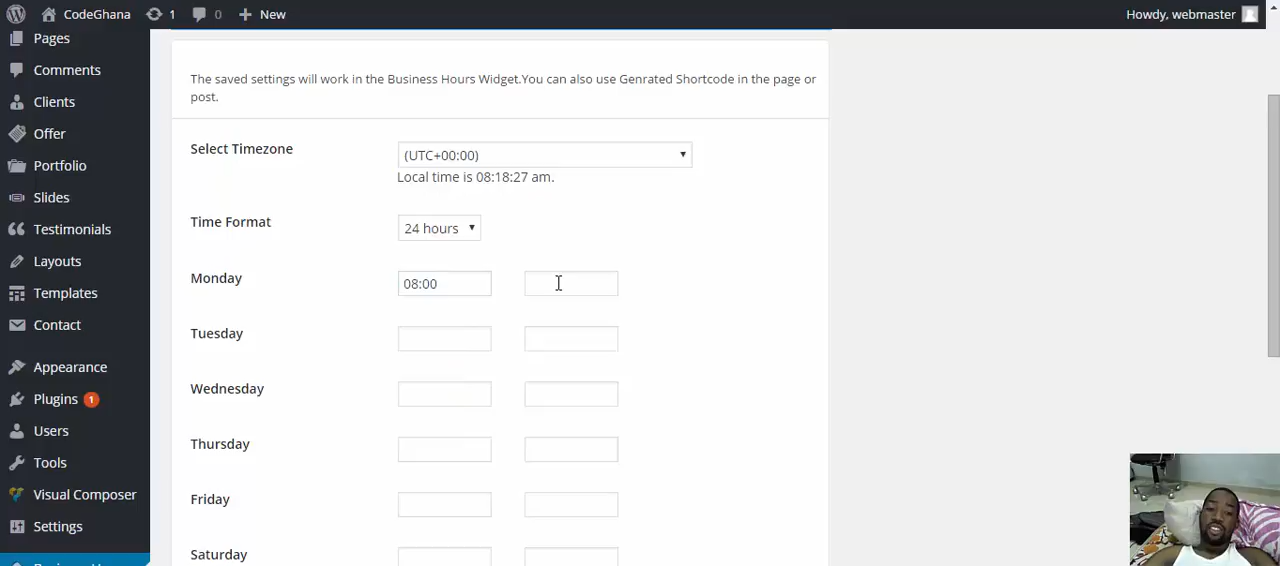 CodeGhana 1 0 New Howdy, webmaster
Pages
Comments
Clients
Offer
Portfolio
Slides
Testimonials
Layouts
Templates
Contact
Appearance
Plugins 1
Users
Tools
Visual Composer
Settings
The saved settings will work in the Business Hours Widget.You can also use Genrated Shortcode in the page or
post.
Select Timezone (UTC+00:00)
Local time is 08:18:27 am.
Time Format 24 hours
Monday 08:00
Tuesday
Wednesday
Thursday
Friday
Saturday